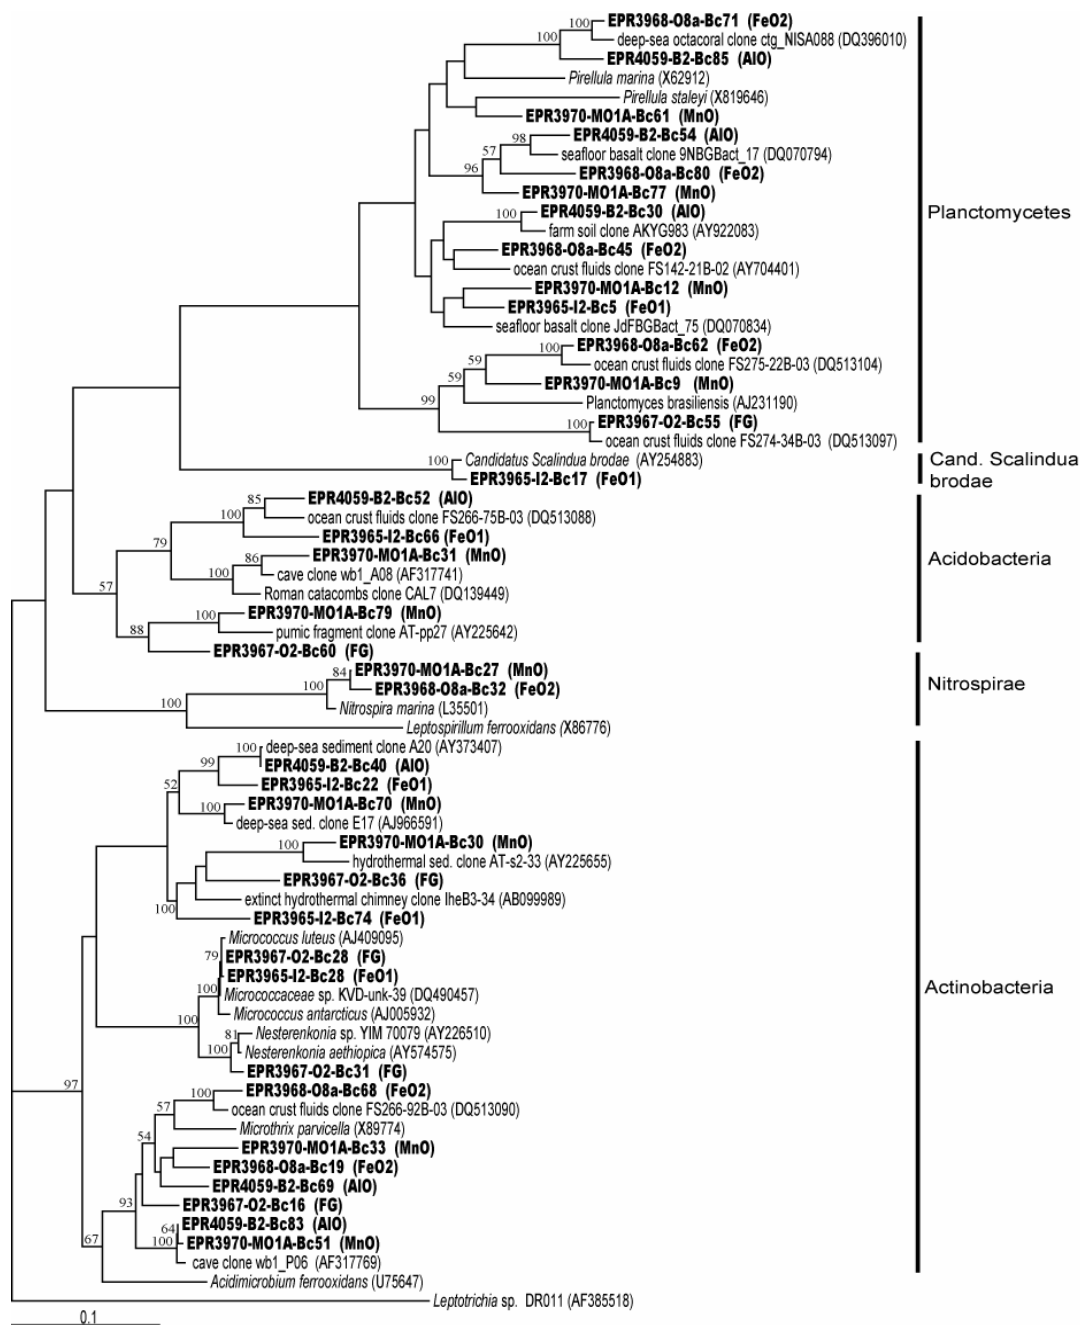 100
EPR3968-O8a-Bc71 (FeO2)
100
deep-sea octacoral clone ctg_NISA088 (DQ396010)
EPR4059-B2-Bc85 (AlO)
Pirellula marina (X62912)
Pirellula staleyi (X819646)
EPR3970-MO1A-Bc61 (MnO)
98
EPR4059-B2-Bc54 (AlO)
57
seafloor basalt clone 9NBGBact_17 (DQ070794)
96
EPR3968-O8a-Bc80 (FeO2)
EPR3970-MO1A-Bc77 (MnO)
Planctomycetes
100
EPR4059-B2-Bc30 (AlO)
farm soil clone AKYG983 (AY922083)
EPR3968-O8a-Bc45 (FeO2)
ocean crust fluids clone FS142-21B-02 (AY704401)
EPR3970-MO1A-Bc12 (MnO)
EPR3965-I2-Bc5 (FeO1)
seafloor basalt clone JdFBGBact_75 (DQ070834)
100
EPR3968-O8a-Bc62 (FeO2)
59
ocean crust fluids clone FS275-22B-03 (DQ513104)
59
EPR3970-MO1A-Bc9 (MnO)
99
Planctomyces brasiliensis (AJ231190)
100
EPR3967-O2-Bc55 (FG)
ocean crust fluids clone FS274-34B-03 (DQ513097)
100
Candidatus Scalindua brodae (AY254883)
Cand. Scalindua
brodae
EPR3965-I2-Bc17 (FeO1)
85
EPR4059-B2-Bc52 (AlO)
100
ocean crust fluids clone FS266-75B-03 (DQ513088)
79
EPR3965-I2-Bc66 (FeO1)
86
EPR3970-MO1A-Bc31 (MnO)
Acidobacteria
100
cave clone wb1_A08 (AF317741)
57
Roman catacombs clone CAL7 (DQ139449)
100
EPR3970-MO1A-Bc79 (MnO)
88
pumic fragment clone AT-pp27 (AY225642)
EPR3967-O2-Bc60 (FG)
84
EPR3970-MO1A-Bc27 (MnO)
100
EPR3968-O8a-Bc32 (FeO2)
Nitrospirae
100
Nitrospira marina (L35501)
Leptospirillum ferrooxidans (X86776)
100
deep-sea sediment clone A20 (AY373407)
99
EPR4059-B2-Bc40 (AlO)
52
EPR3965-I2-Bc22 (FeO1)
100
EPR3970-MO1A-Bc70 (MnO)
deep-sea sed. clone E17 (AJ966591)
100
EPR3970-MO1A-Bc30 (MnO)
hydrothermal sed. clone AT-s2-33 (AY225655)
EPR3967-O2-Bc36 (FG)
extinct hydrothermal chimney clone IheB3-34 (AB099989)
100
EPR3965-I2-Bc74 (FeO1)
Micrococcus luteus (AJ409095)
79
EPR3967-O2-Bc28 (FG)
EPR3965-I2-Bc28 (FeO1)
Actinobacteria
100
Micrococcaceae sp. KVD-unk-39 (DQ490457)
100
Micrococcus antarcticus (AJ005932)
81
Nesterenkonia sp. YIM 70079 (AY226510)
100
Nesterenkonia aethiopica (AY574575)
EPR3967-O2-Bc31 (FG)
97
100
EPR3968-O8a-Bc68 (FeO2)
57
ocean crust fluids clone FS266-92B-03 (DQ513090)
Microthrix parvicella (X89774)
54
EPR3970-MO1A-Bc33 (MnO)
EPR3968-O8a-Bc19 (FeO2)
EPR4059-B2-Bc69 (AlO)
93
EPR3967-O2-Bc16 (FG)
64
EPR4059-B2-Bc83 (AlO)
67
100
EPR3970-MO1A-Bc51 (MnO)
cave clone wb1_P06 (AF317769)
Acidimicrobium ferrooxidans (U75647)
Leptotrichia sp. DR011 (AF385518)
0.1